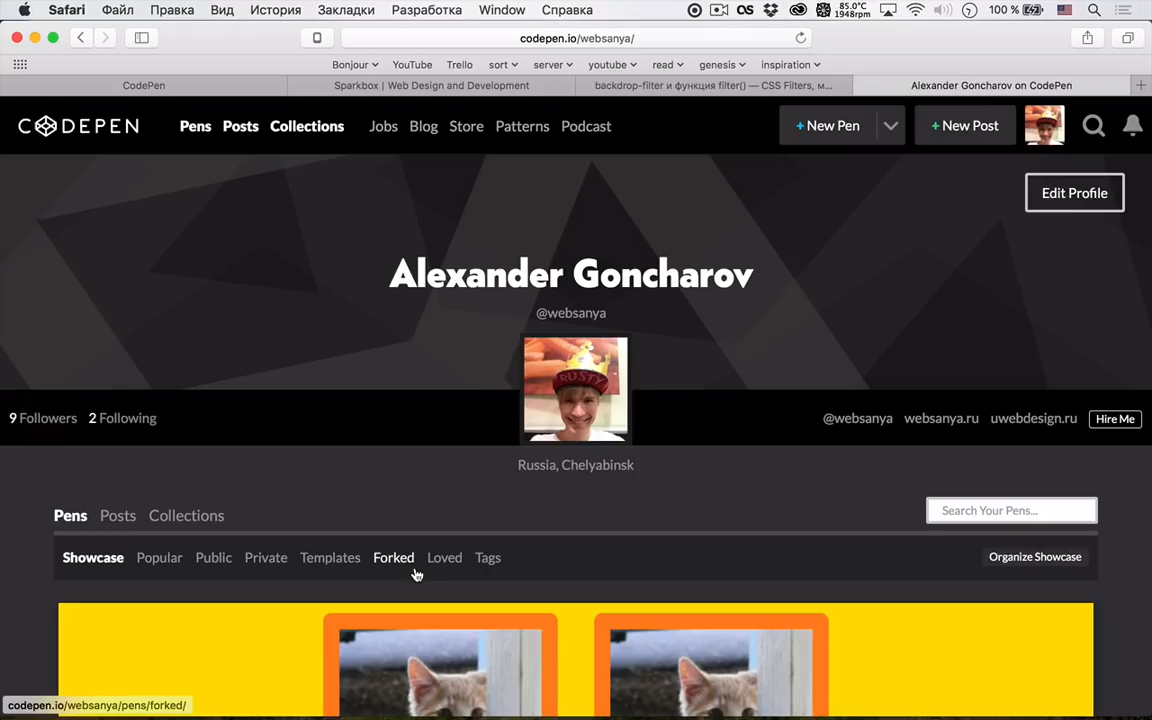 Safari Файл Правка Вид История Закладки Разработка Window Справка 85.0°C 1948rpm 100 %
codepen.io/websanya/
Bonjour YouTube Trello sort server youtube read genesis inspiration
CodePen Sparkbox | Web Design and Development backdrop-filter и функция filter() — CSS Filters, м... Alexander Goncharov on CodePen
CODEPEN Pens Posts Collections Jobs Blog Store Patterns Podcast + New Pen + New Post
Edit Profile
Alexander Goncharov
@websanya
RUSTY
9 Followers 2 Following @websanya websanya.ru uwebdesign.ru Hire Me
Russia, Chelyabinsk
Pens Posts Collections Search Your Pens...
Showcase Popular Public Private Templates Forked Loved Tags Organize Showcase
codepen.io/websanya/pens/forked/